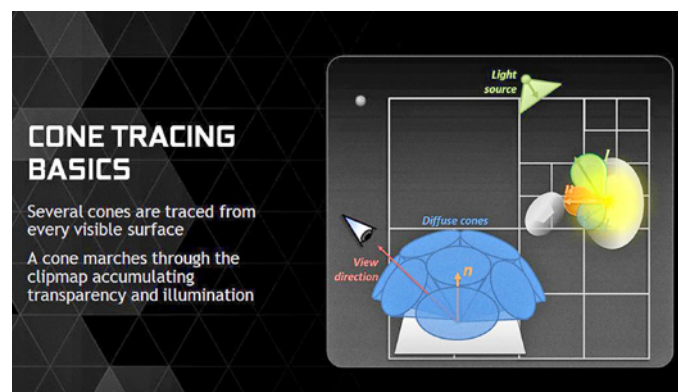 CONE TRACING
BASICS
Several cones are traced from
every visible surface
A cone marches through the
clipmap accumulating
transparency and illumination
Light
source
Diffuse cones
View
direction
n